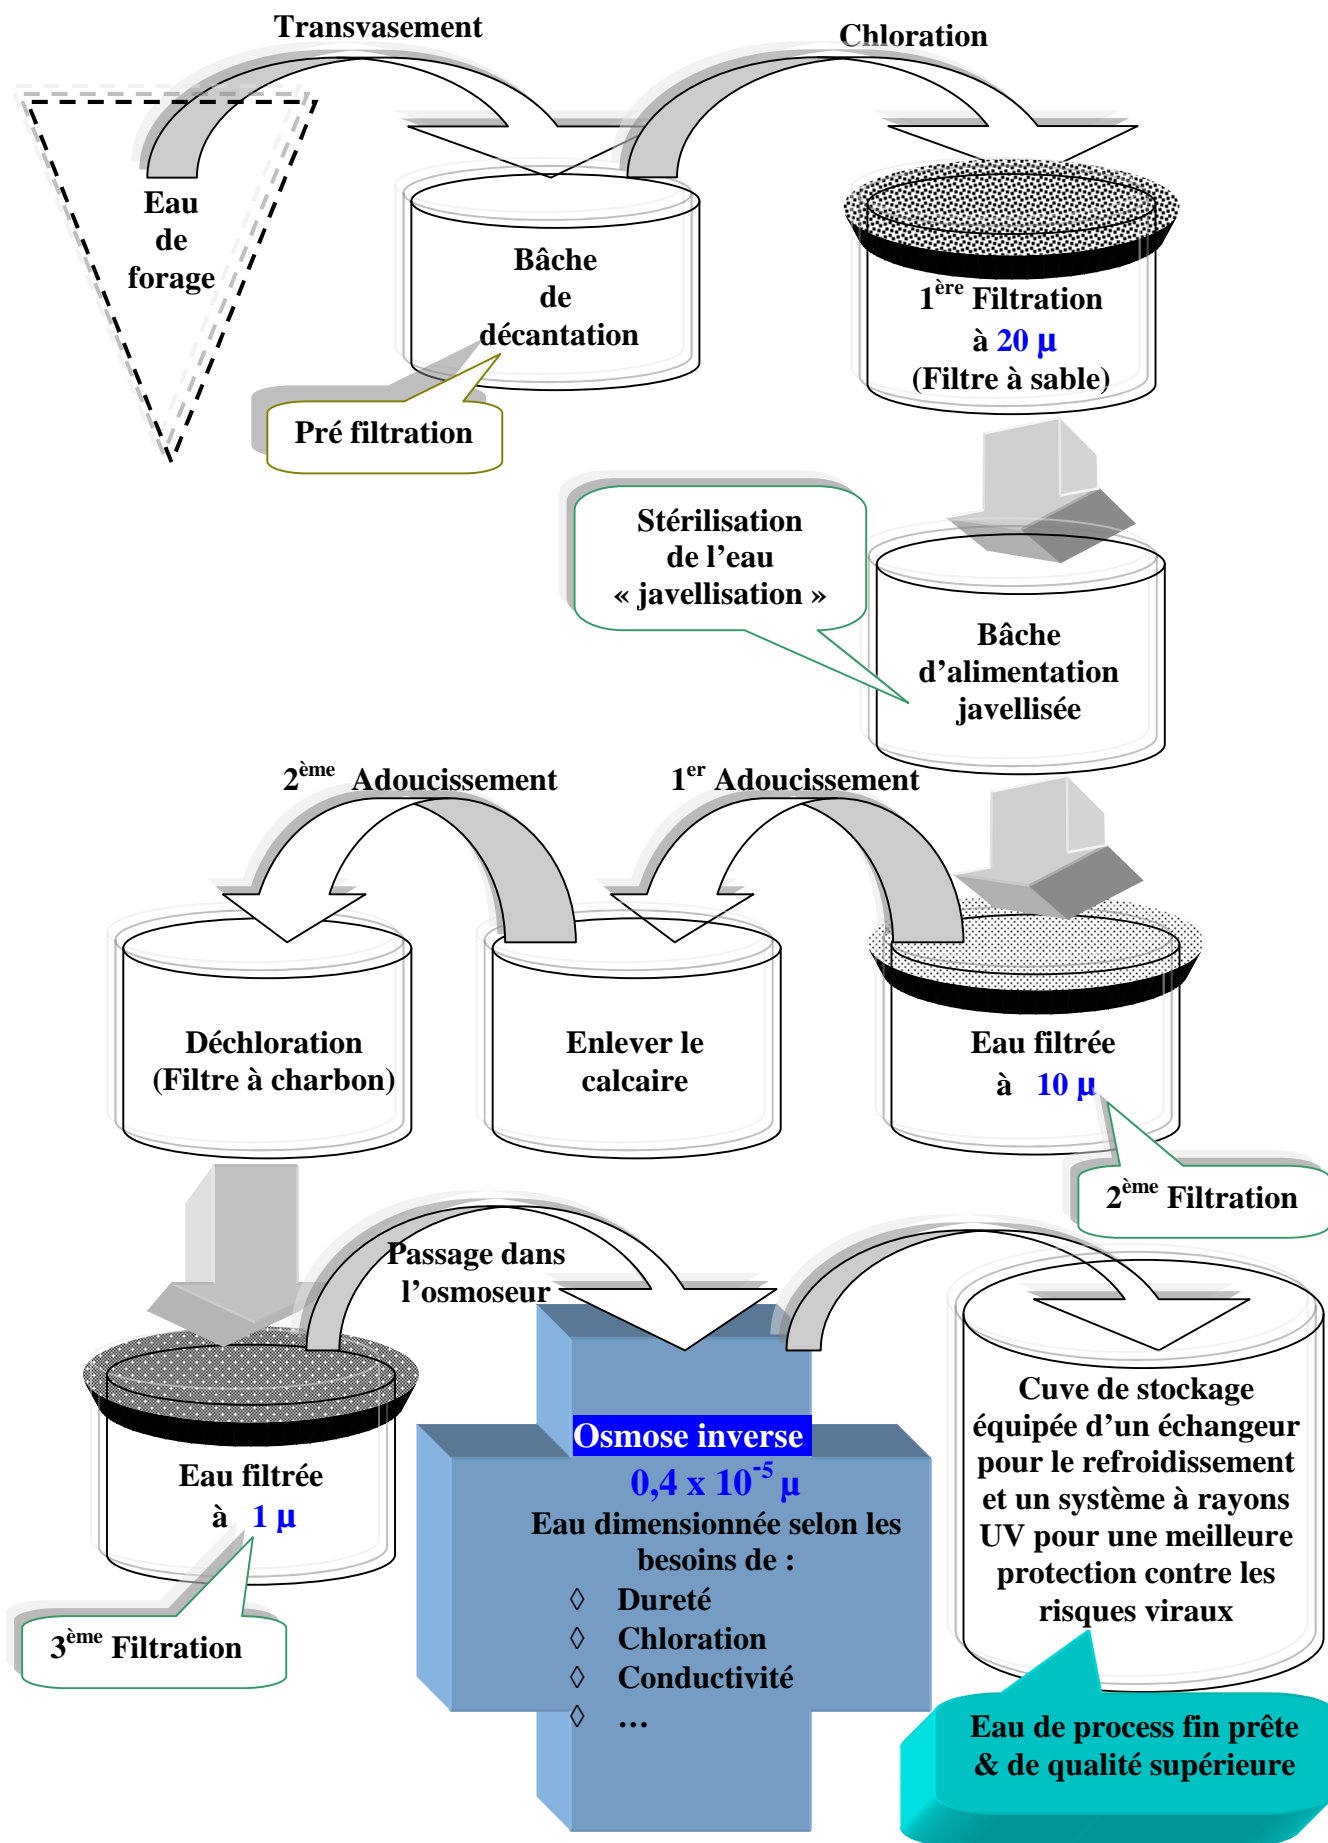 Transvasement
Chloration
Eau
de
forage
Bâche
de
décantation
Pré filtration
1ère Filtration
à 20 µ
(Filtre à sable)
Stérilisation
de l’eau
« javellisation »
Bâche
d’alimentation
javellisée
2ème Adoucissement
1er Adoucissement
Déchloration
(Filtre à charbon)
Enlever le
calcaire
Eau filtrée
à 10 µ
2ème Filtration
Passage dans
l’osmoseur
Eau filtrée
à 1 µ
3ème Filtration
Osmose inverse
0,4 x 10-5 µ
Eau dimensionnée selon les
besoins de :
◊ Dureté
◊ Chloration
◊ Conductivité
◊ …
Cuve de stockage
équipée d’un échangeur
pour le refroidissement
et un système à rayons
UV pour une meilleure
protection contre les
risques viraux
Eau de process fin prête
& de qualité supérieure